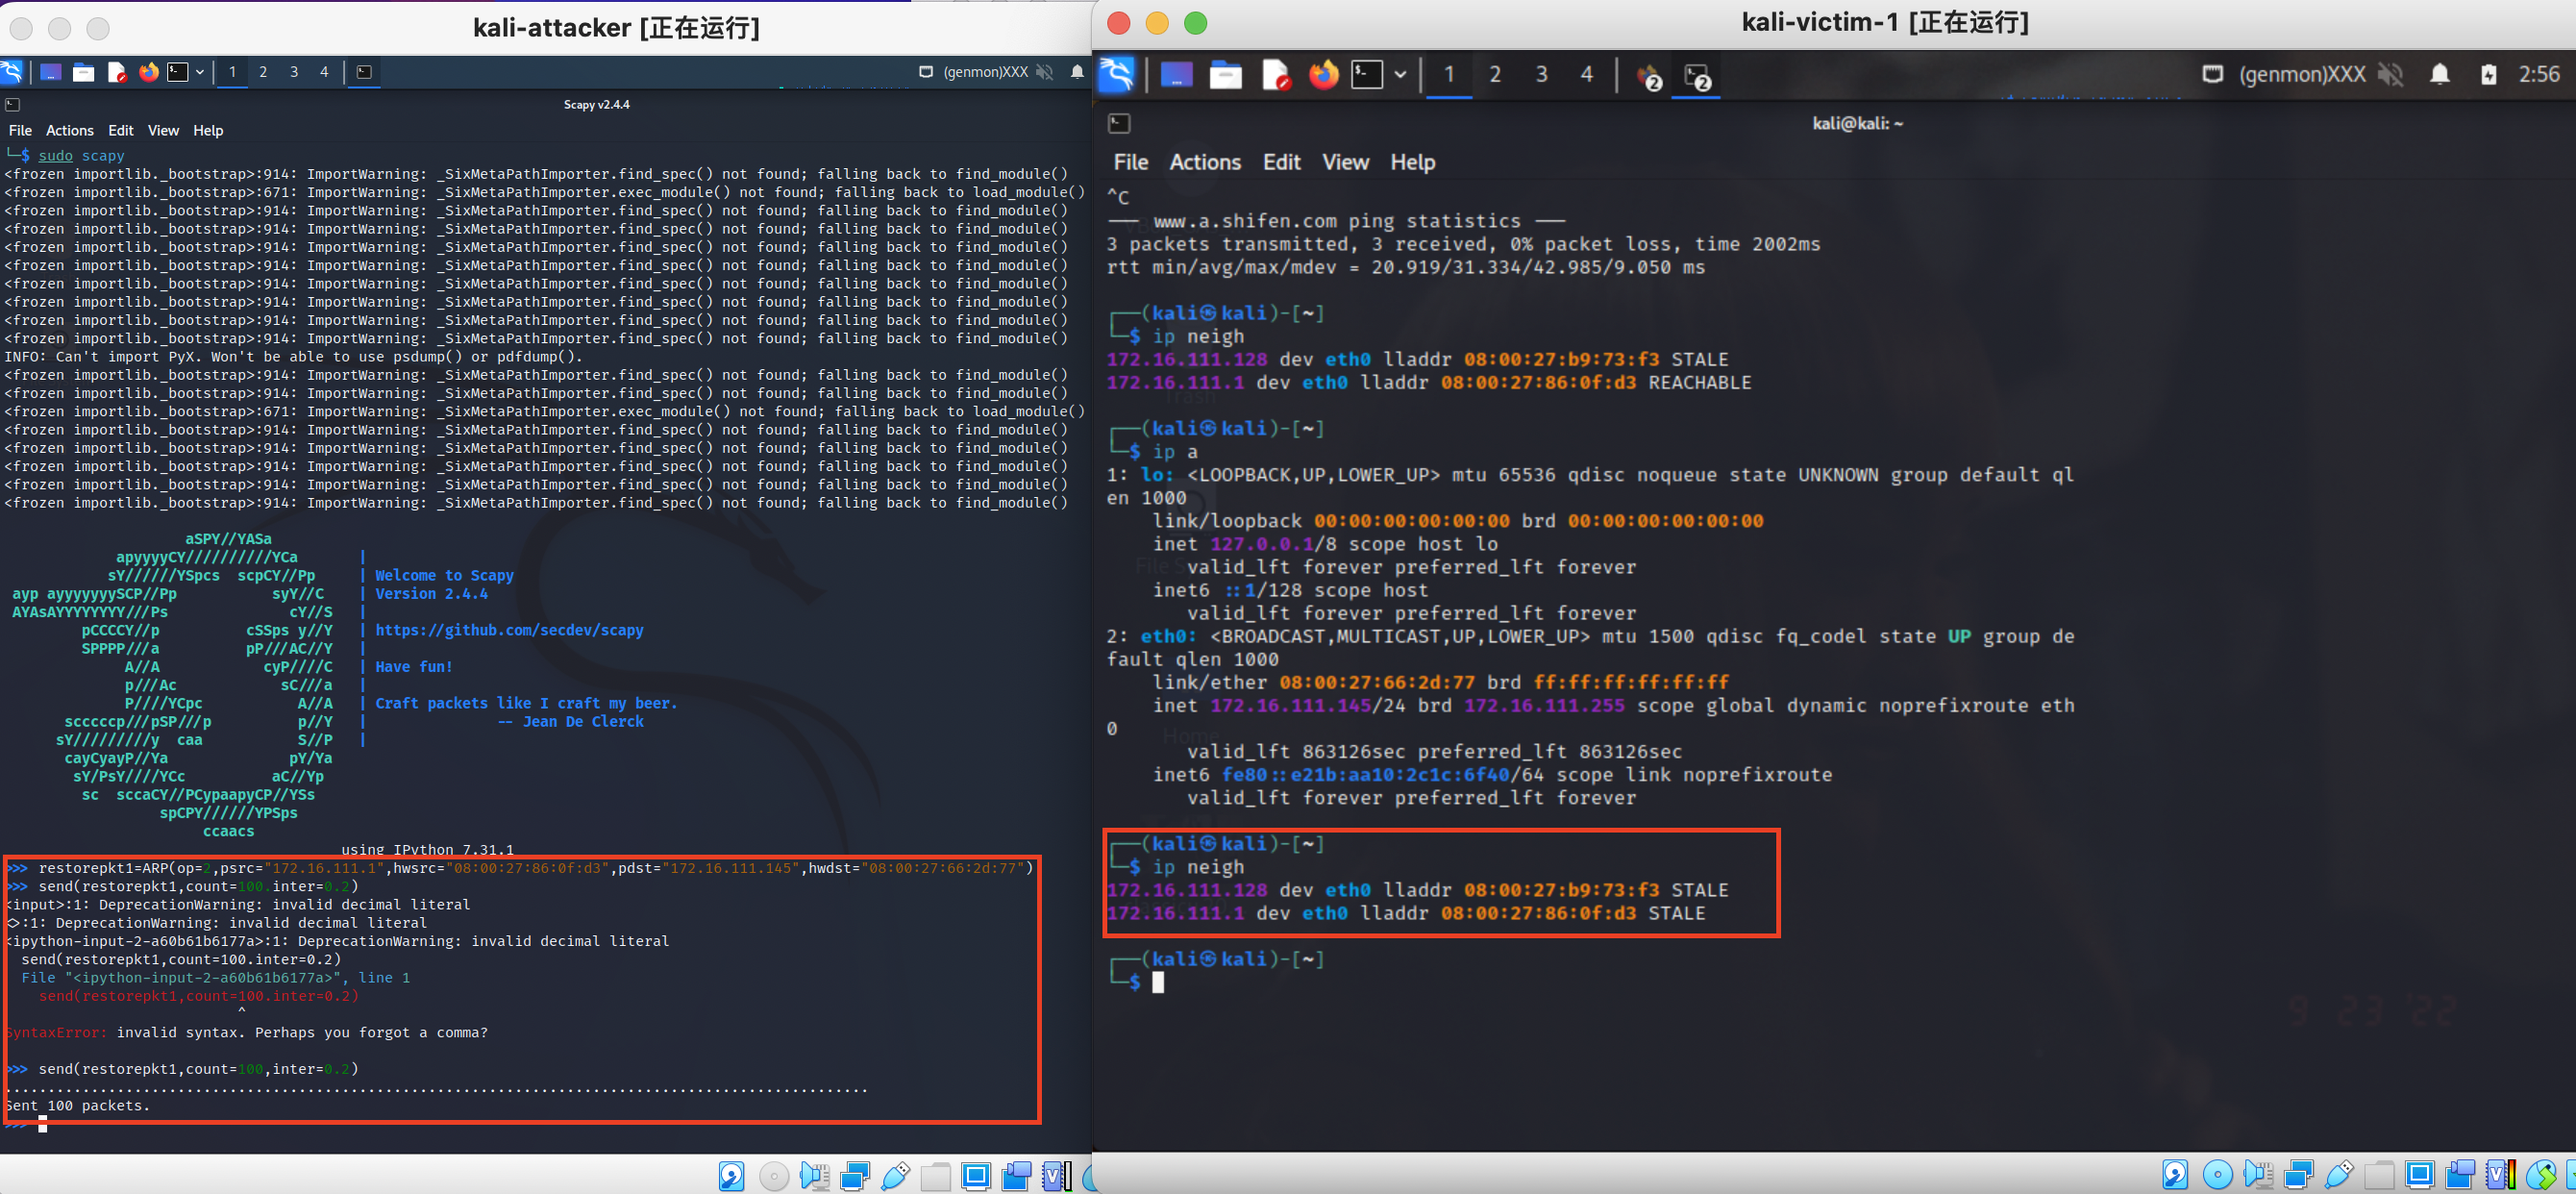 kali-attacker [正在运行]
1 2 3 4
(genmon)XXX
Scapy v2.4.4
File Actions Edit View Help
└─$ sudo scapy
<frozen importlib._bootstrap>:914: ImportWarning: _SixMetaPathImporter.find_spec() not found; falling back to find_module()
<frozen importlib._bootstrap>:671: ImportWarning: _SixMetaPathImporter.exec_module() not found; falling back to load_module()
<frozen importlib._bootstrap>:914: ImportWarning: _SixMetaPathImporter.find_spec() not found; falling back to find_module()
<frozen importlib._bootstrap>:914: ImportWarning: _SixMetaPathImporter.find_spec() not found; falling back to find_module()
<frozen importlib._bootstrap>:914: ImportWarning: _SixMetaPathImporter.find_spec() not found; falling back to find_module()
<frozen importlib._bootstrap>:914: ImportWarning: _SixMetaPathImporter.find_spec() not found; falling back to find_module()
<frozen importlib._bootstrap>:914: ImportWarning: _SixMetaPathImporter.find_spec() not found; falling back to find_module()
<frozen importlib._bootstrap>:914: ImportWarning: _SixMetaPathImporter.find_spec() not found; falling back to find_module()
<frozen importlib._bootstrap>:914: ImportWarning: _SixMetaPathImporter.find_spec() not found; falling back to find_module()
<frozen importlib._bootstrap>:914: ImportWarning: _SixMetaPathImporter.find_spec() not found; falling back to find_module()
INFO: Can't import PyX. Won't be able to use psdump() or pdfdump().
<frozen importlib._bootstrap>:914: ImportWarning: _SixMetaPathImporter.find_spec() not found; falling back to find_module()
<frozen importlib._bootstrap>:914: ImportWarning: _SixMetaPathImporter.find_spec() not found; falling back to find_module()
<frozen importlib._bootstrap>:671: ImportWarning: _SixMetaPathImporter.exec_module() not found; falling back to load_module()
<frozen importlib._bootstrap>:914: ImportWarning: _SixMetaPathImporter.find_spec() not found; falling back to find_module()
<frozen importlib._bootstrap>:914: ImportWarning: _SixMetaPathImporter.find_spec() not found; falling back to find_module()
<frozen importlib._bootstrap>:914: ImportWarning: _SixMetaPathImporter.find_spec() not found; falling back to find_module()
<frozen importlib._bootstrap>:914: ImportWarning: _SixMetaPathImporter.find_spec() not found; falling back to find_module()
<frozen importlib._bootstrap>:914: ImportWarning: _SixMetaPathImporter.find_spec() not found; falling back to find_module()
aSPY//YASa
apyyyyCY//////////YCa |
sY//////YSpcs scpCY//Pp | Welcome to Scapy
ayp ayyyyyyySCP//Pp syY//C | Version 2.4.4
AYAsAYYYYYYYY///Ps cY//S |
pCCCCY//p cSSps y//Y | https://github.com/secdev/scapy
SPPPP///a pP///AC//Y |
A//A cyP////C | Have fun!
p///Ac sC///a |
P////YCpc A//A | Craft packets like I craft my beer.
scccccp///pSP///p p//Y | -- Jean De Clerck
sY/////////y caa S//P |
cayCyayP//Ya pY/Ya
sY/PsY////YCc aC//Yp
sc sccaCY//PCypaapyCP//YSs
spCPY//////YPSps
ccaacs
using IPython 7.31.1
>>> restorepkt1=ARP(op=2,psrc="172.16.111.1",hwsrc="08:00:27:86:0f:d3",pdst="172.16.111.145",hwdst="08:00:27:66:2d:77")
>>> send(restorepkt1,count=100.inter=0.2)
<input>:1: DeprecationWarning: invalid decimal literal
<>:1: DeprecationWarning: invalid decimal literal
<ipython-input-2-a60b61b6177a>:1: DeprecationWarning: invalid decimal literal
send(restorepkt1,count=100.inter=0.2)
File "<ipython-input-2-a60b61b6177a>", line 1
send(restorepkt1,count=100.inter=0.2)
^
SyntaxError: invalid syntax. Perhaps you forgot a comma?
>>> send(restorepkt1,count=100,inter=0.2)
....................................................................................................
Sent 100 packets.
>>>
kali-victim-1 [正在运行]
1 2 3 4
2 2
(genmon)XXX
2:56
kali@kali: ~
File Actions Edit View Help
^C
── www.a.shifen.com ping statistics ──
3 packets transmitted, 3 received, 0% packet loss, time 2002ms
rtt min/avg/max/mdev = 20.919/31.334/42.985/9.050 ms
┌──(kali㉿kali)-[~]
└─$ ip neigh
172.16.111.128 dev eth0 lladdr 08:00:27:b9:73:f3 STALE
172.16.111.1 dev eth0 lladdr 08:00:27:86:0f:d3 REACHABLE
Trash
┌──(kali㉿kali)-[~]
└─$ ip a
1: lo: <LOOPBACK,UP,LOWER_UP> mtu 65536 qdisc noqueue state UNKNOWN group default ql
en 1000
link/loopback 00:00:00:00:00:00 brd 00:00:00:00:00:00
inet 127.0.0.1/8 scope host lo
valid_lft forever preferred_lft forever
inet6 ::1/128 scope host
valid_lft forever preferred_lft forever
2: eth0: <BROADCAST,MULTICAST,UP,LOWER_UP> mtu 1500 qdisc fq_codel state UP group de
fault qlen 1000
link/ether 08:00:27:66:2d:77 brd ff:ff:ff:ff:ff:ff
inet 172.16.111.145/24 brd 172.16.111.255 scope global dynamic noprefixroute eth
0
Home
valid_lft 863126sec preferred_lft 863126sec
inet6 fe80::e21b:aa10:2c1c:6f40/64 scope link noprefixroute
valid_lft forever preferred_lft forever
┌──(kali㉿kali)-[~]
└─$ ip neigh
172.16.111.128 dev eth0 lladdr 08:00:27:b9:73:f3 STALE
172.16.111.1 dev eth0 lladdr 08:00:27:86:0f:d3 STALE
┌──(kali㉿kali)-[~]
└─$
9 23 '22